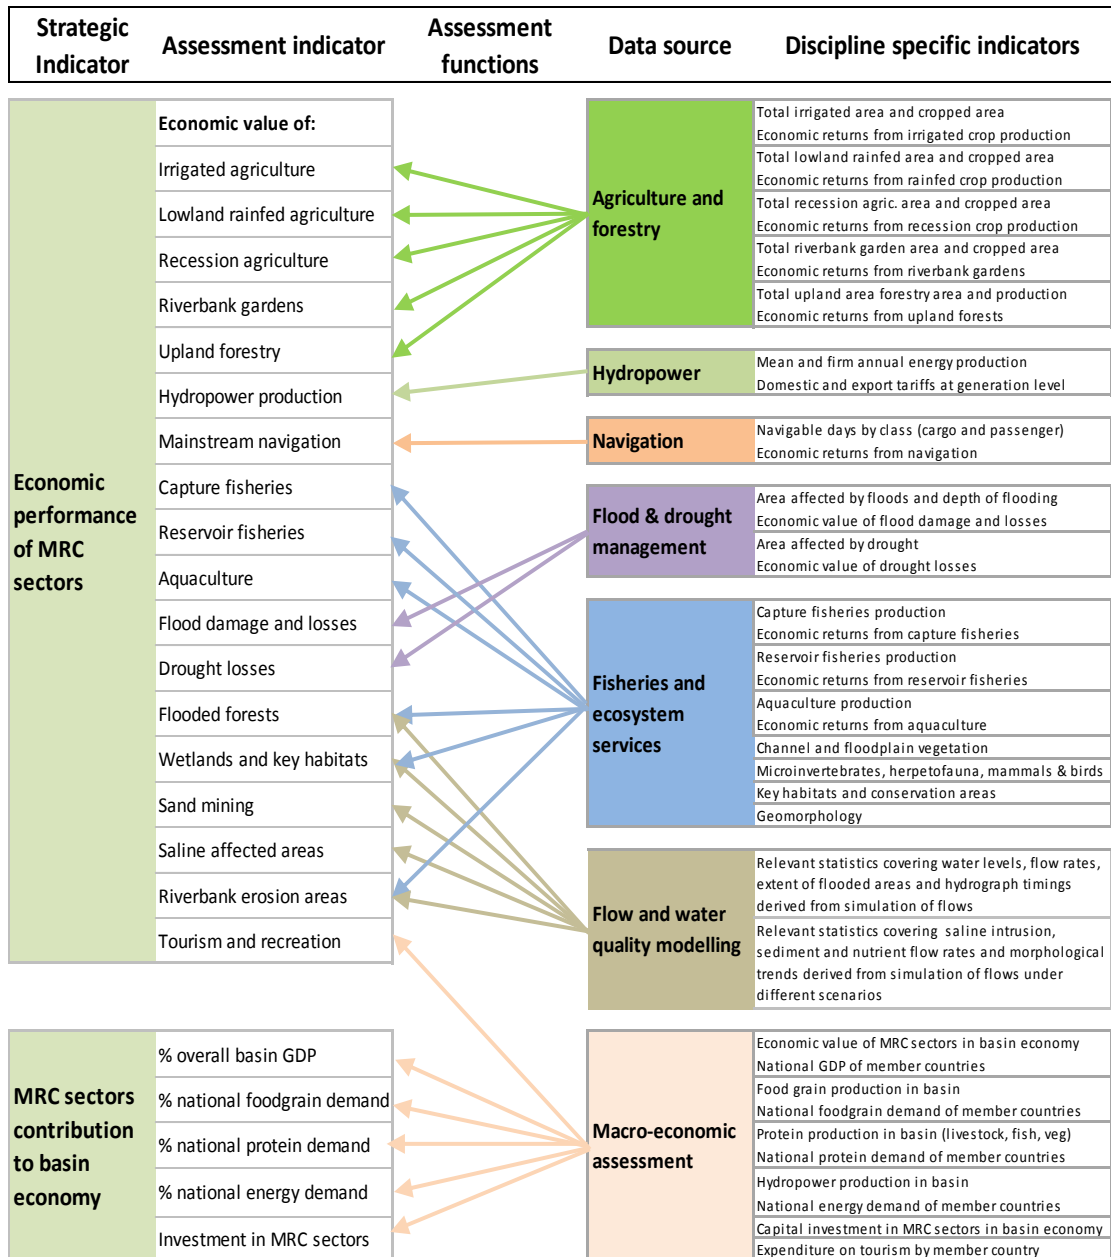 Strategic
Indicator
Assessment indicator
Assessment
functions
Data source
Discipline specific indicators
Economic
performance
of MRC
sectors
Economic value of:
Irrigated agriculture
Lowland rainfed agriculture
Recession agriculture
Riverbank gardens
Upland forestry
Hydropower production
Mainstream navigation
Capture fisheries
Reservoir fisheries
Aquaculture
Flood damage and losses
Drought losses
Flooded forests
Wetlands and key habitats
Sand mining
Saline affected areas
Riverbank erosion areas
Tourism and recreation
Agriculture and
forestry
Total irrigated area and cropped area
Economic returns from irrigated crop production
Total lowland rainfed area and cropped area
Economic returns from rainfed crop production
Total recession agric. area and cropped area
Economic returns from recession crop production
Total riverbank garden area and cropped area
Economic returns from riverbank gardens
Total upland area forestry area and production
Economic returns from upland forests
Hydropower
Mean and firm annual energy production
Domestic and export tariffs at generation level
Navigation
Navigable days by class (cargo and passenger)
Economic returns from navigation
Flood & drought
management
Area affected by floods and depth of flooding
Economic value of flood damage and losses
Area affected by drought
Economic value of drought losses
Fisheries and
ecosystem
services
Capture fisheries production
Economic returns from capture fisheries
Reservoir fisheries production
Economic returns from reservoir fisheries
Aquaculture production
Economic returns from aquaculture
Channel and floodplain vegetation
Microinvertebrates, herpetofauna, mammals & birds
Key habitats and conservation areas
Geomorphology
Flow and water
quality modelling
Relevant statistics covering water levels, flow rates,
extent of flooded areas and hydrograph timings
derived from simulation of flows
Relevant statistics covering saline intrusion,
sediment and nutrient flow rates and morphological
trends derived from simulation of flows under
different scenarios
MRC sectors
contribution
to basin
economy
% overall basin GDP
% national foodgrain demand
% national protein demand
% national energy demand
Investment in MRC sectors
Macro-economic
assessment
Economic value of MRC sectors in basin economy
National GDP of member countries
Food grain production in basin
National foodgrain demand of member countries
Protein production in basin (livestock, fish, veg)
National protein demand of member countries
Hydropower production in basin
National energy demand of member countries
Capital investment in MRC sectors in basin economy
Expenditure on tourism by member country